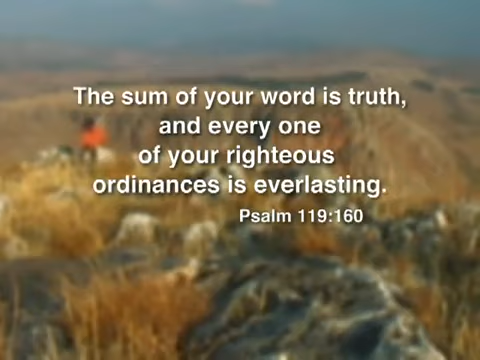 The sum of your word is truth,
and every one
of your righteous
ordinances is everlasting.
Psalm 119:160